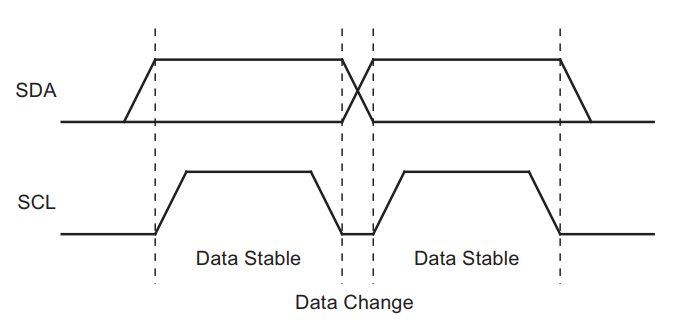 SDA
SCL
Data Stable Data Stable
Data Change